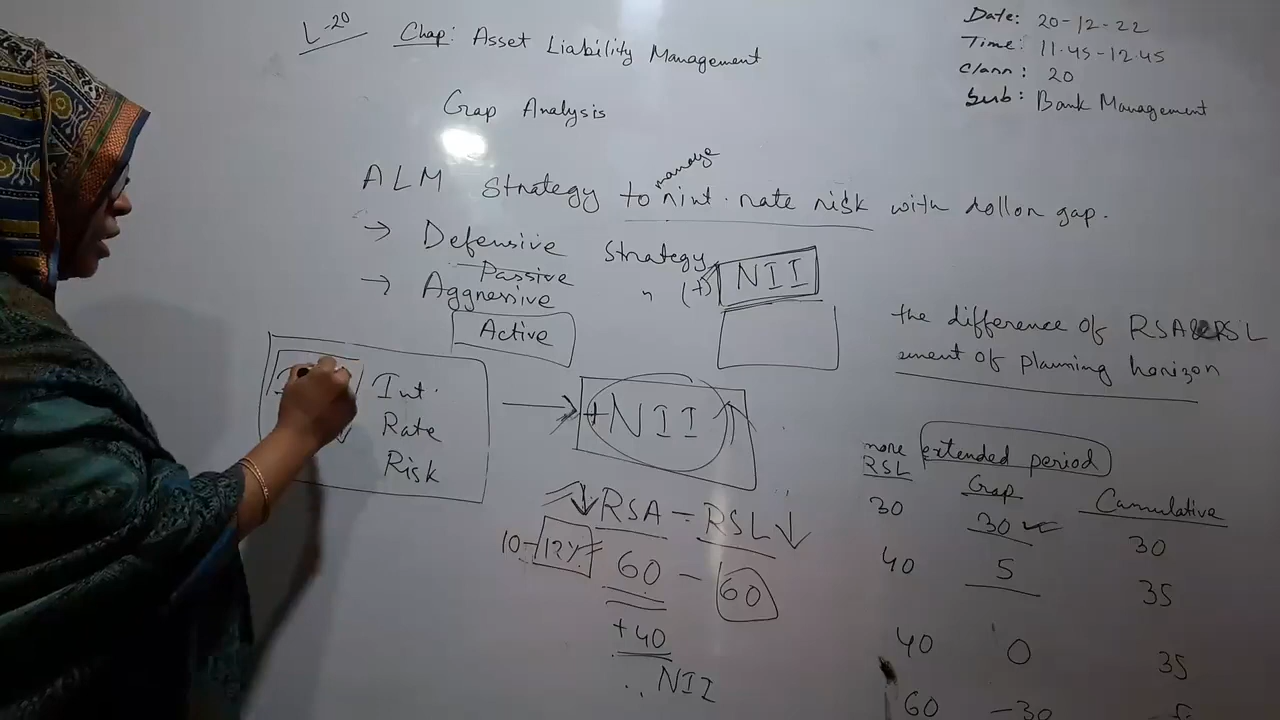 L-20
Chap: Asset Liability Management
Gap Analysis
Date: 20-12-22
Time: 11.45-12.45
Class: 20
Sub: Bank Management
manage
ALM strategy to int. rate risk with dollar gap.
→ Defensive Strategy
Passive
→ Aggressive " (+) NII
Active
the difference of RSA & RSL
ement of planning horizon
Int.
Rate
Risk
→ +NII ↑
↓ RSA - RSL ↓
10-12% 60 - 60
+40
NII
more RSL extended period
Gap Cumulative
30 30 30
40 5 35
40 0 35
60 -30 5